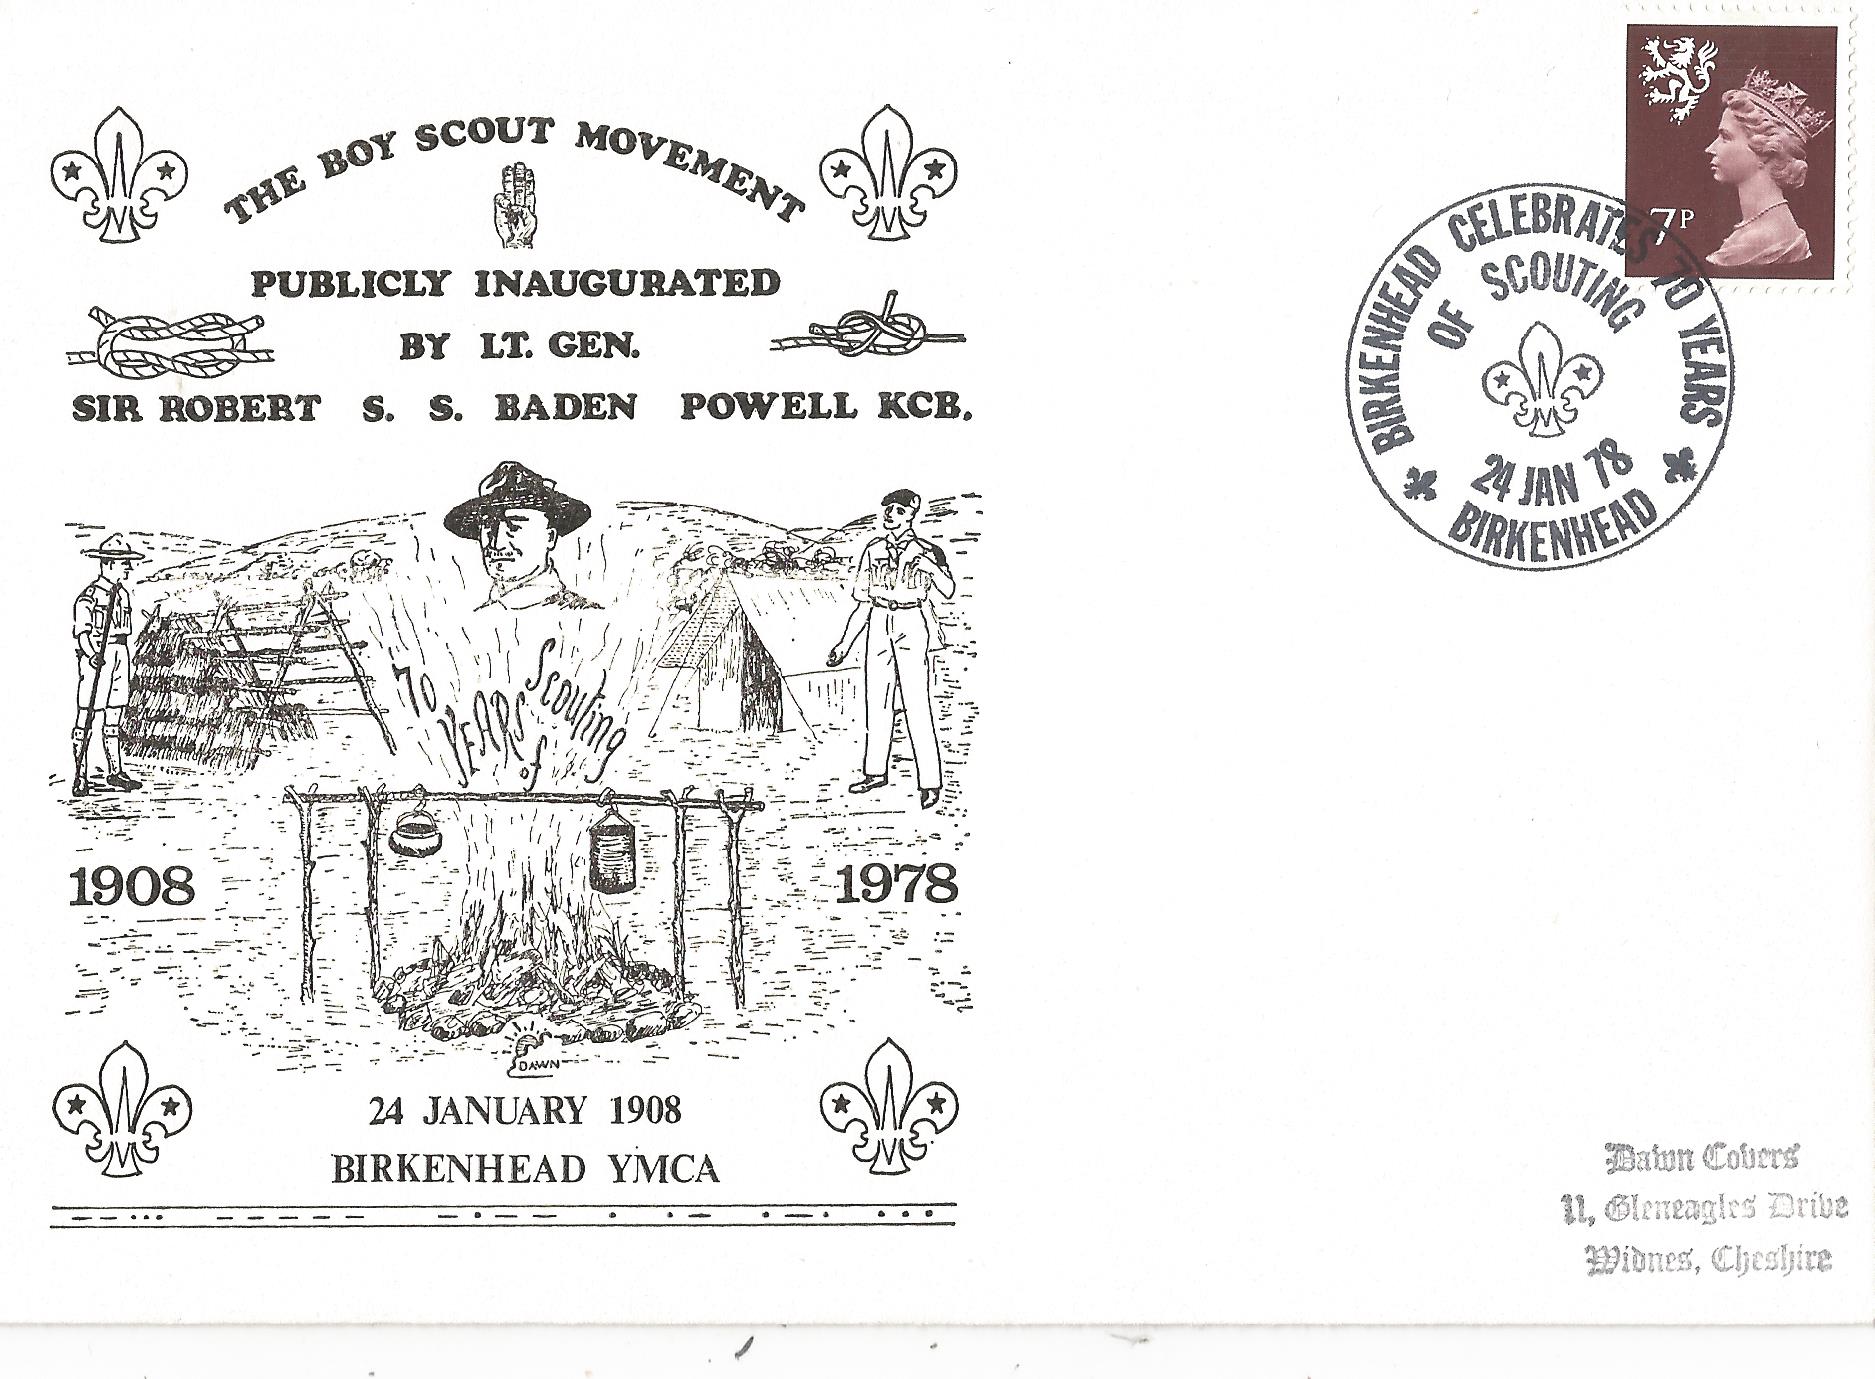 THE BOY SCOUT MOVEMENT
PUBLICLY INAUGURATED
BY LT. GEN.
SIR ROBERT S. S. BADEN POWELL KCB.
70 YEARS of Scouting
1908
1978
DAWN
24 JANUARY 1908
BIRKENHEAD YMCA
7P
BIRKENHEAD CELEBRATES 70 YEARS
OF SCOUTING
24 JAN 78
BIRKENHEAD
Dawn Covers
11, Gleneagles Drive
Widnes, Cheshire